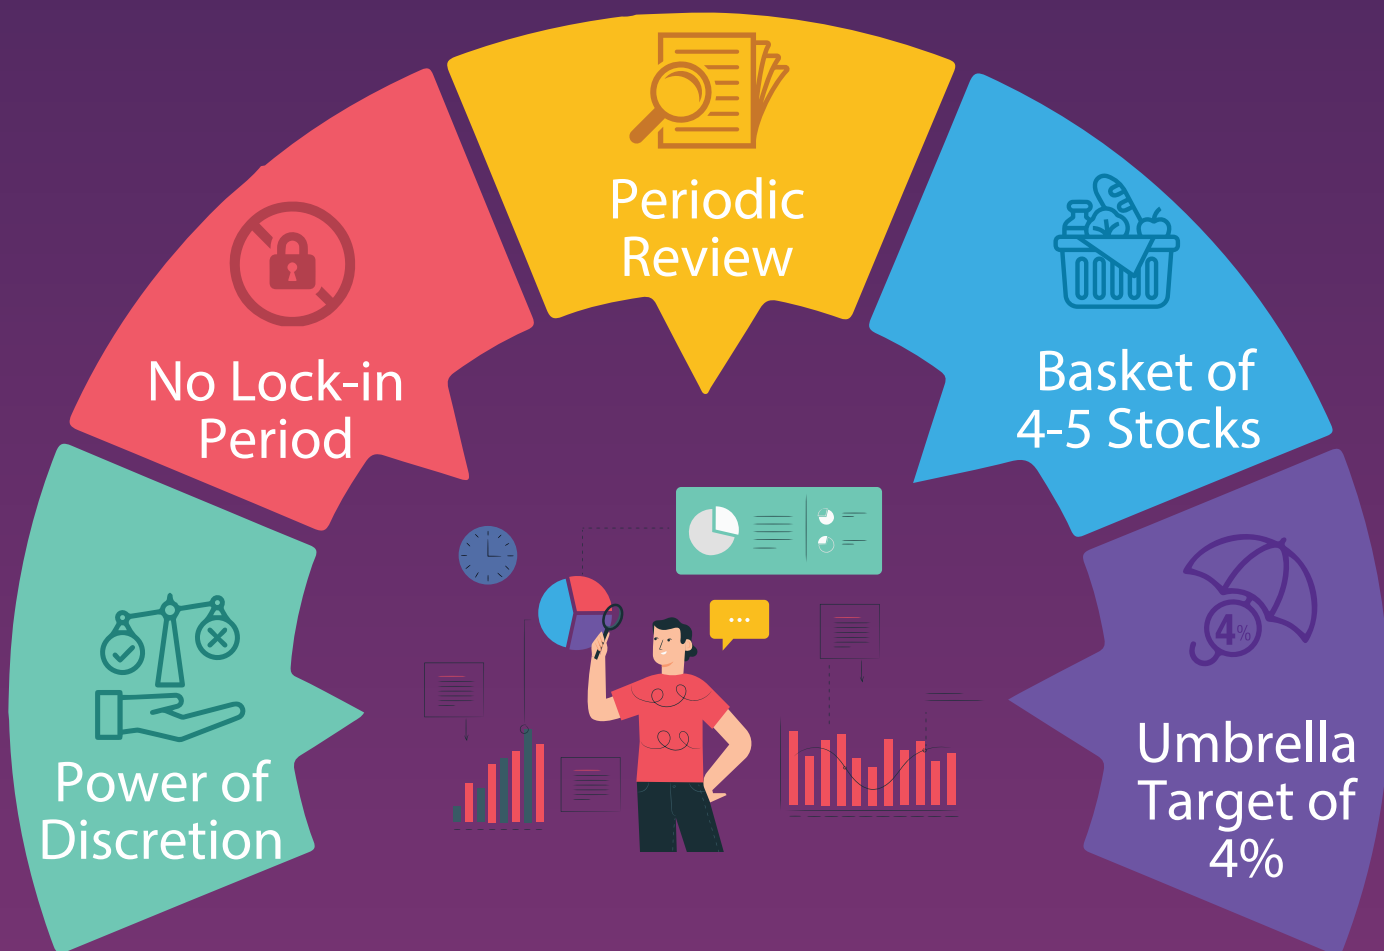 Periodic
Review
No Lock-in
Period
Basket of
4-5 Stocks
Power of
Discretion
4%
Umbrella
Target of
4%